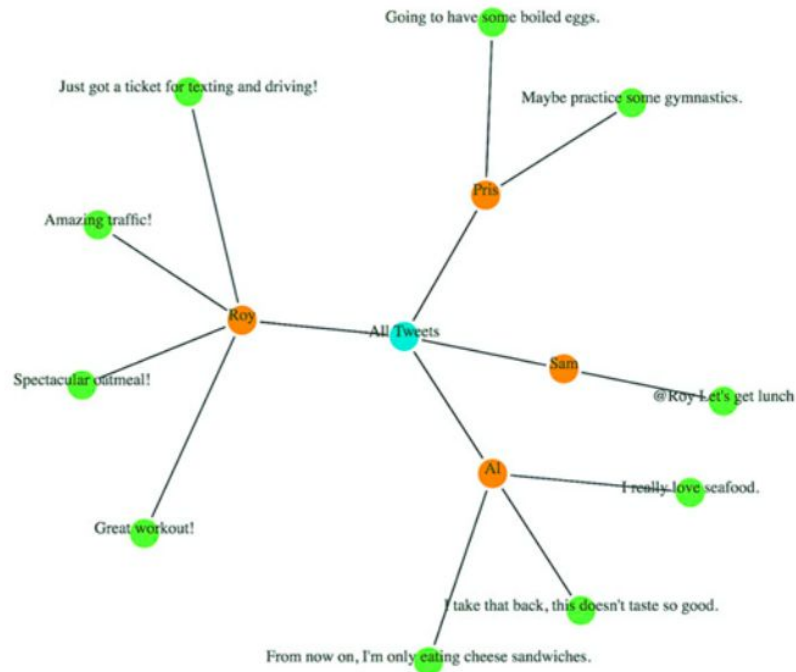 Going to have some boiled eggs.
Just got a ticket for texting and driving!
Maybe practice some gymnastics.
Pris
Amazing traffic!
Roy
All Tweets
Sam
Spectacular oatmeal!
@Roy Let's get lunch
Al
I really love seafood.
Great workout!
I take that back, this doesn't taste so good.
From now on, I'm only eating cheese sandwiches.